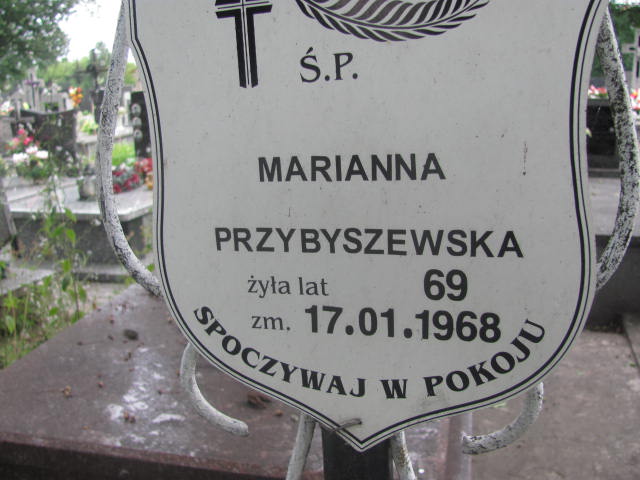 Ś.P.
MARIANNA
PRZYBYSZEWSKA
żyła lat 69
zm. 17.01.1968
SPOCZYWAJ W POKOJU